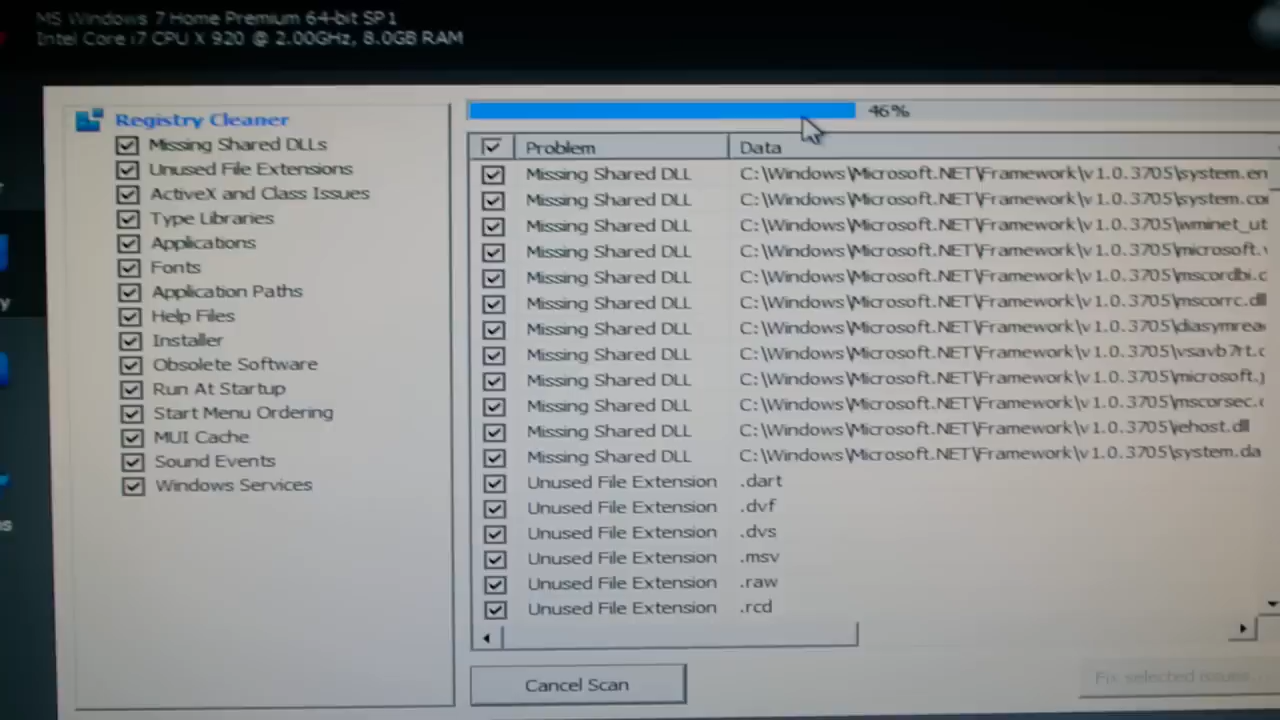 MS Windows 7 Home Premium 64-bit SP1
Intel Core i7 CPU X 920 @ 2.00GHz, 8.0GB RAM
Registry Cleaner
Missing Shared DLLs
Unused File Extensions
ActiveX and Class Issues
Type Libraries
Applications
Fonts
Application Paths
Help Files
Installer
Obsolete Software
Run At Startup
Start Menu Ordering
MUI Cache
Sound Events
Windows Services
46%
Problem Data
Missing Shared DLL C:\Windows\Microsoft.NET\Framework\v1.0.3705\system.en
Missing Shared DLL C:\Windows\Microsoft.NET\Framework\v1.0.3705\system.co
Missing Shared DLL C:\Windows\Microsoft.NET\Framework\v1.0.3705\wminet_ut
Missing Shared DLL C:\Windows\Microsoft.NET\Framework\v1.0.3705\microsoft.
Missing Shared DLL C:\Windows\Microsoft.NET\Framework\v1.0.3705\mscordbi.c
Missing Shared DLL C:\Windows\Microsoft.NET\Framework\v1.0.3705\mscorrc.dll
Missing Shared DLL C:\Windows\Microsoft.NET\Framework\v1.0.3705\diasymrea
Missing Shared DLL C:\Windows\Microsoft.NET\Framework\v1.0.3705\vsavb7rt.c
Missing Shared DLL C:\Windows\Microsoft.NET\Framework\v1.0.3705\microsoft.j
Missing Shared DLL C:\Windows\Microsoft.NET\Framework\v1.0.3705\mscorsec.c
Missing Shared DLL C:\Windows\Microsoft.NET\Framework\v1.0.3705\iehost.dll
Missing Shared DLL C:\Windows\Microsoft.NET\Framework\v1.0.3705\system.da
Unused File Extension .dart
Unused File Extension .dvf
Unused File Extension .dvs
Unused File Extension .msv
Unused File Extension .raw
Unused File Extension .rcd
Cancel Scan
Fix selected issues...